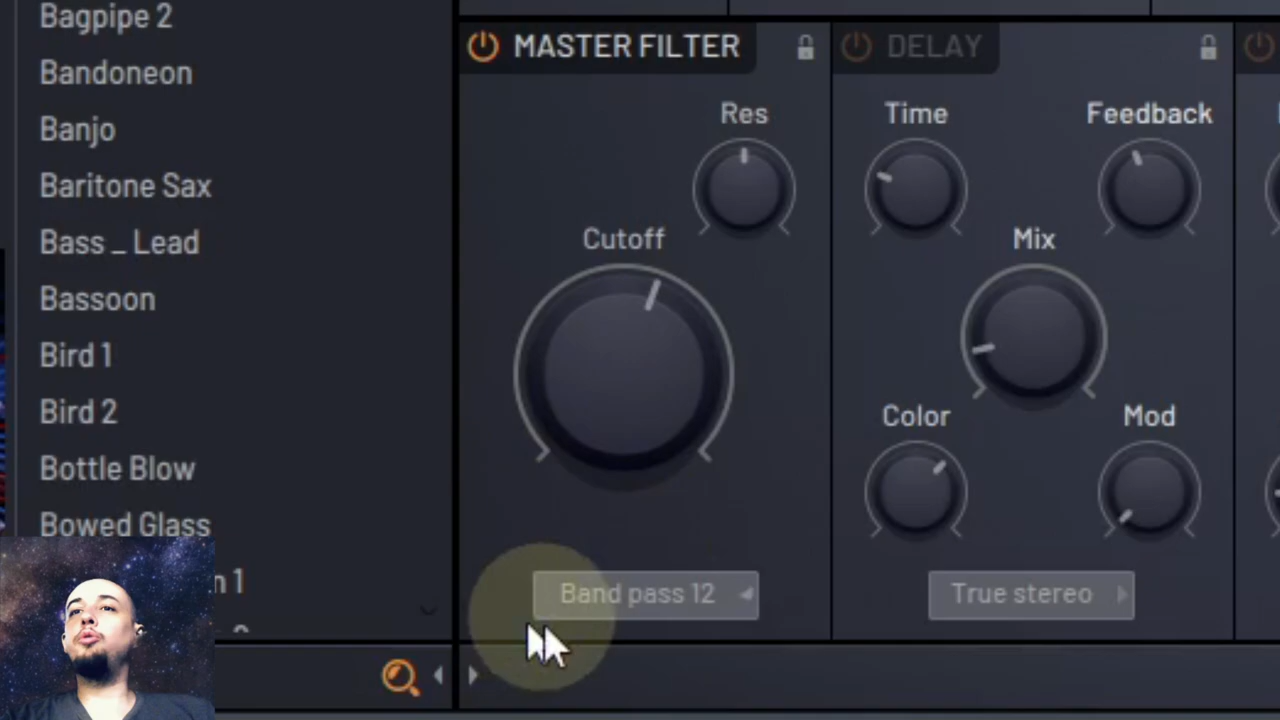 Bagpipe 2
Bandoneon
Banjo
Baritone Sax
Bass _ Lead
Bassoon
Bird 1
Bird 2
Bottle Blow
Bowed Glass
MASTER FILTER
Res
Cutoff
Band pass 12
DELAY
Time
Feedback
Mix
Color
Mod
True stereo